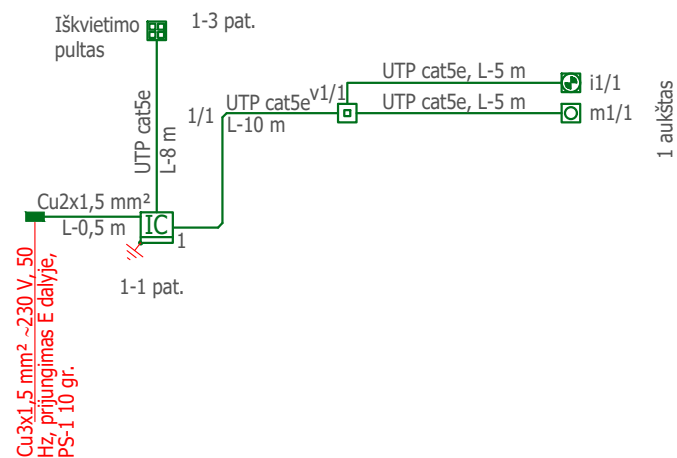 Iškvietimo
pultas
1-3 pat.
UTP cat5e
L-8 m
1/1
UTP cat5e
L-10 m
v1/1
UTP cat5e, L-5 m
i1/1
UTP cat5e, L-5 m
m1/1
1 aukštas
Cu2x1,5 mm²
L-0,5 m
IC
1
1-1 pat.
Cu3x1,5 mm² ~230 V, 50
Hz, prijungimas E dalyje,
PS-1 10 gr.